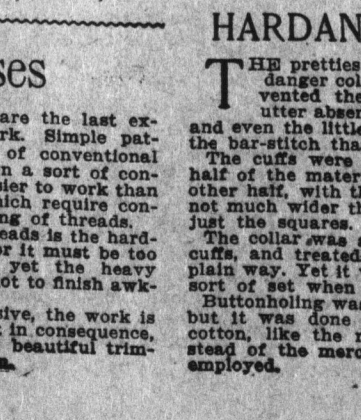 ses
are the last ex-
rk. Simple pat-
of conventional
n a sort of con-
sier to work than
hich require con-
ng of threads.
eads is the hard-
or it must be too
yet the heavy
ot to finish awk-
sive, the work is
t in consequence,
beautiful trim-
HARDAN
THE pretties
danger col
vented the
utter absen
and even the little
the bar-stitch tha
The cuffs were
half of the mater
other half, with t
not much wider th
just the squares.
The collar was
cuffs, and treated
plain way. Yet it
sort of set when
Buttonholing was
but it was done
cotton, like the r
stead of the merc
employed.